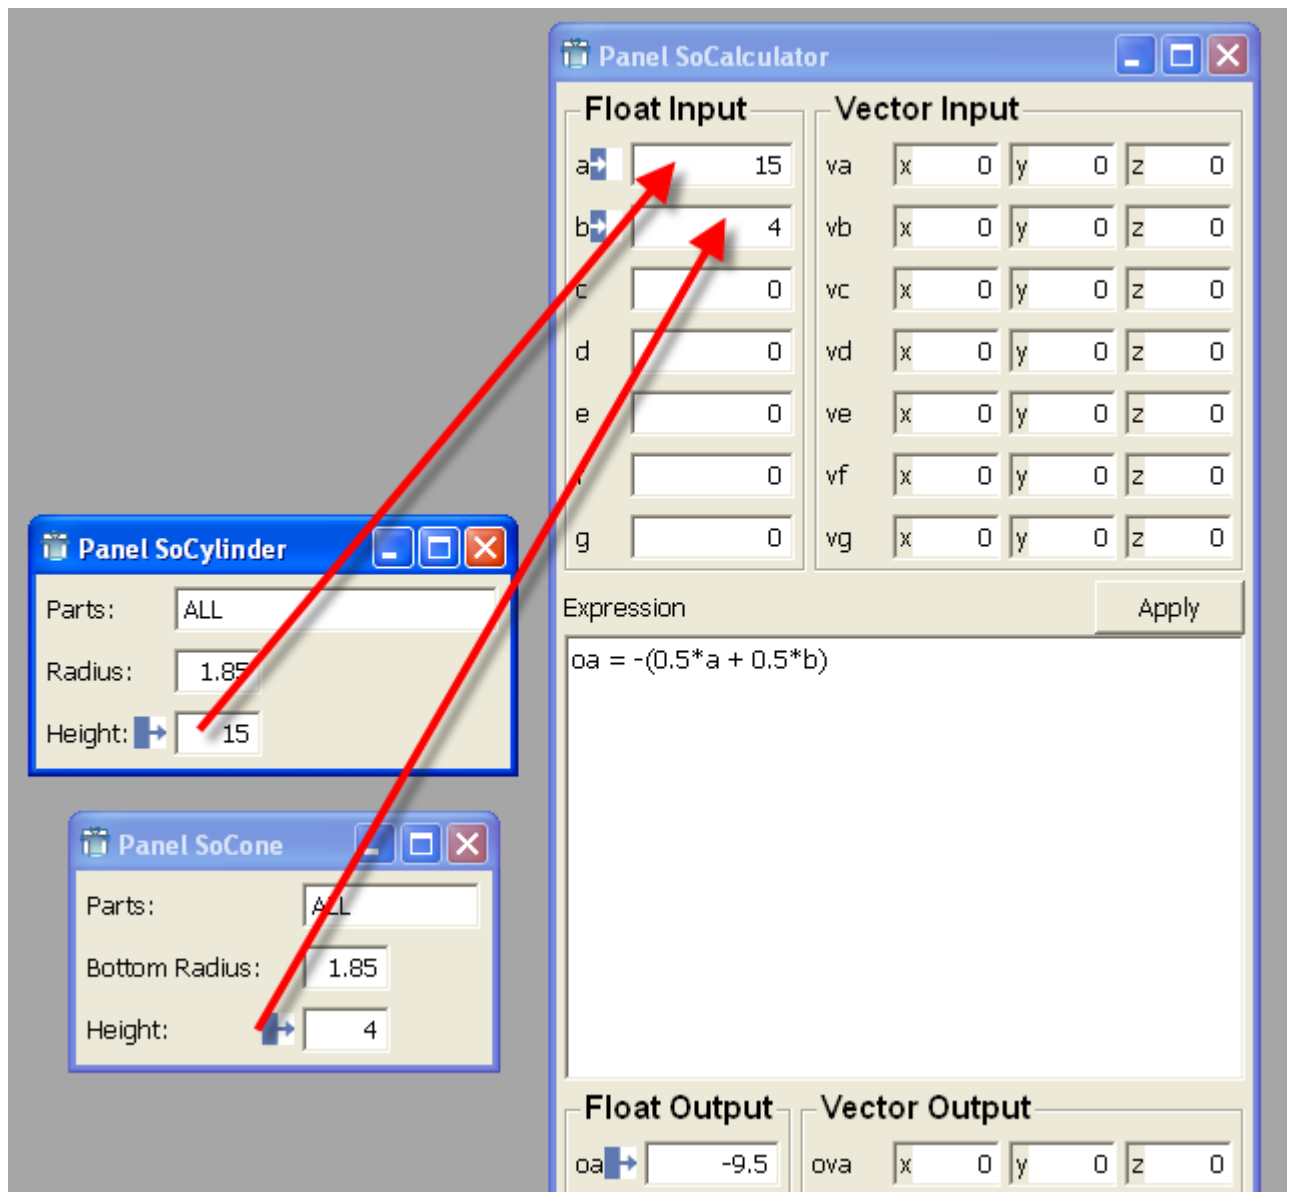 Panel SoCalculator
Float Input
Vector Input
a 15 va x 0 y 0 z 0
b 4 vb x 0 y 0 z 0
c 0 vc x 0 y 0 z 0
d 0 vd x 0 y 0 z 0
e 0 ve x 0 y 0 z 0
f 0 vf x 0 y 0 z 0
g 0 vg x 0 y 0 z 0
Expression Apply
oa = -(0.5*a + 0.5*b)
Float Output
Vector Output
oa -9.5 ova x 0 y 0 z 0
Panel SoCylinder
Parts: ALL
Radius: 1.85
Height: 15
Panel SoCone
Parts: ALL
Bottom Radius: 1.85
Height: 4